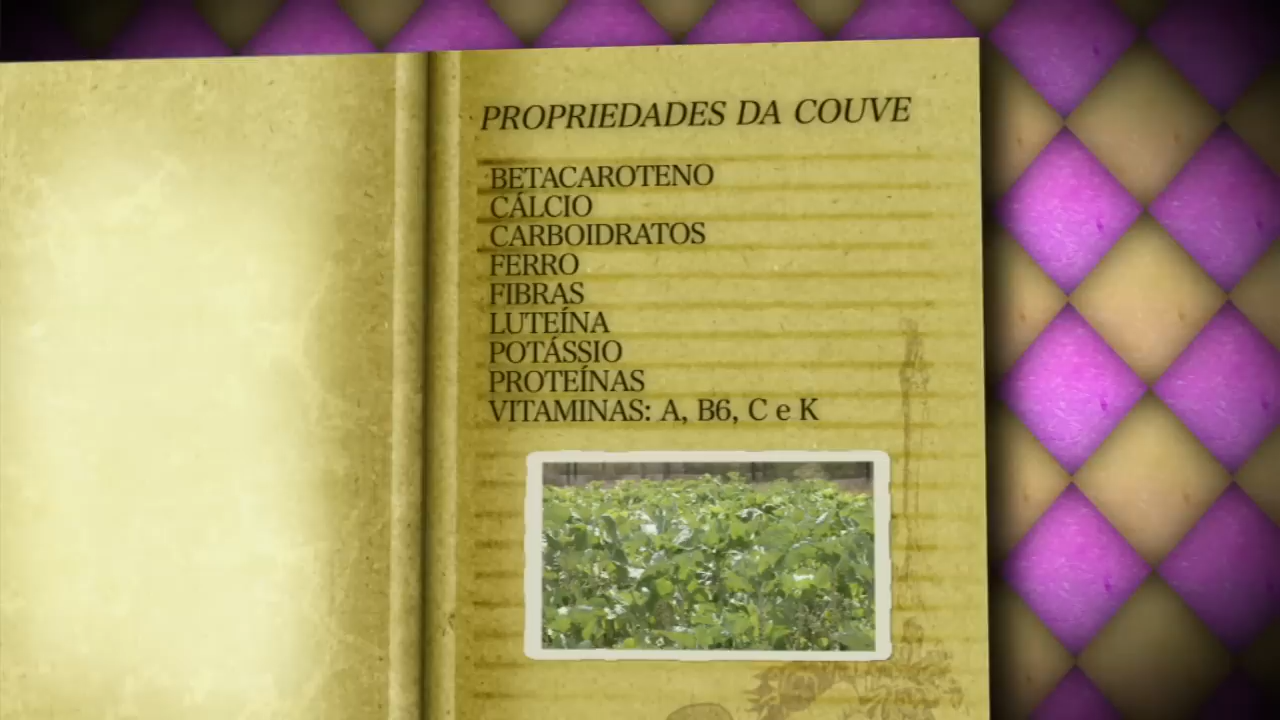 PROPRIEDADES DA COUVE
BETACAROTENO
CÁLCIO
CARBOIDRATOS
FERRO
FIBRAS
LUTEÍNA
POTÁSSIO
PROTEÍNAS
VITAMINAS: A, B6, C e K